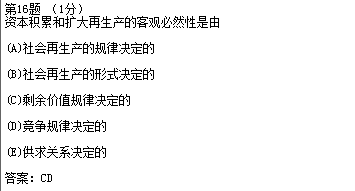 第16题 (1分)
资本积累和扩大再生产的客观必然性是由
(A)社会再生产的规律决定的
(B)社会再生产的形式决定的
(C)剩余价值规律决定的
(D)竞争规律决定的
(E)供求关系决定的
答案：CD